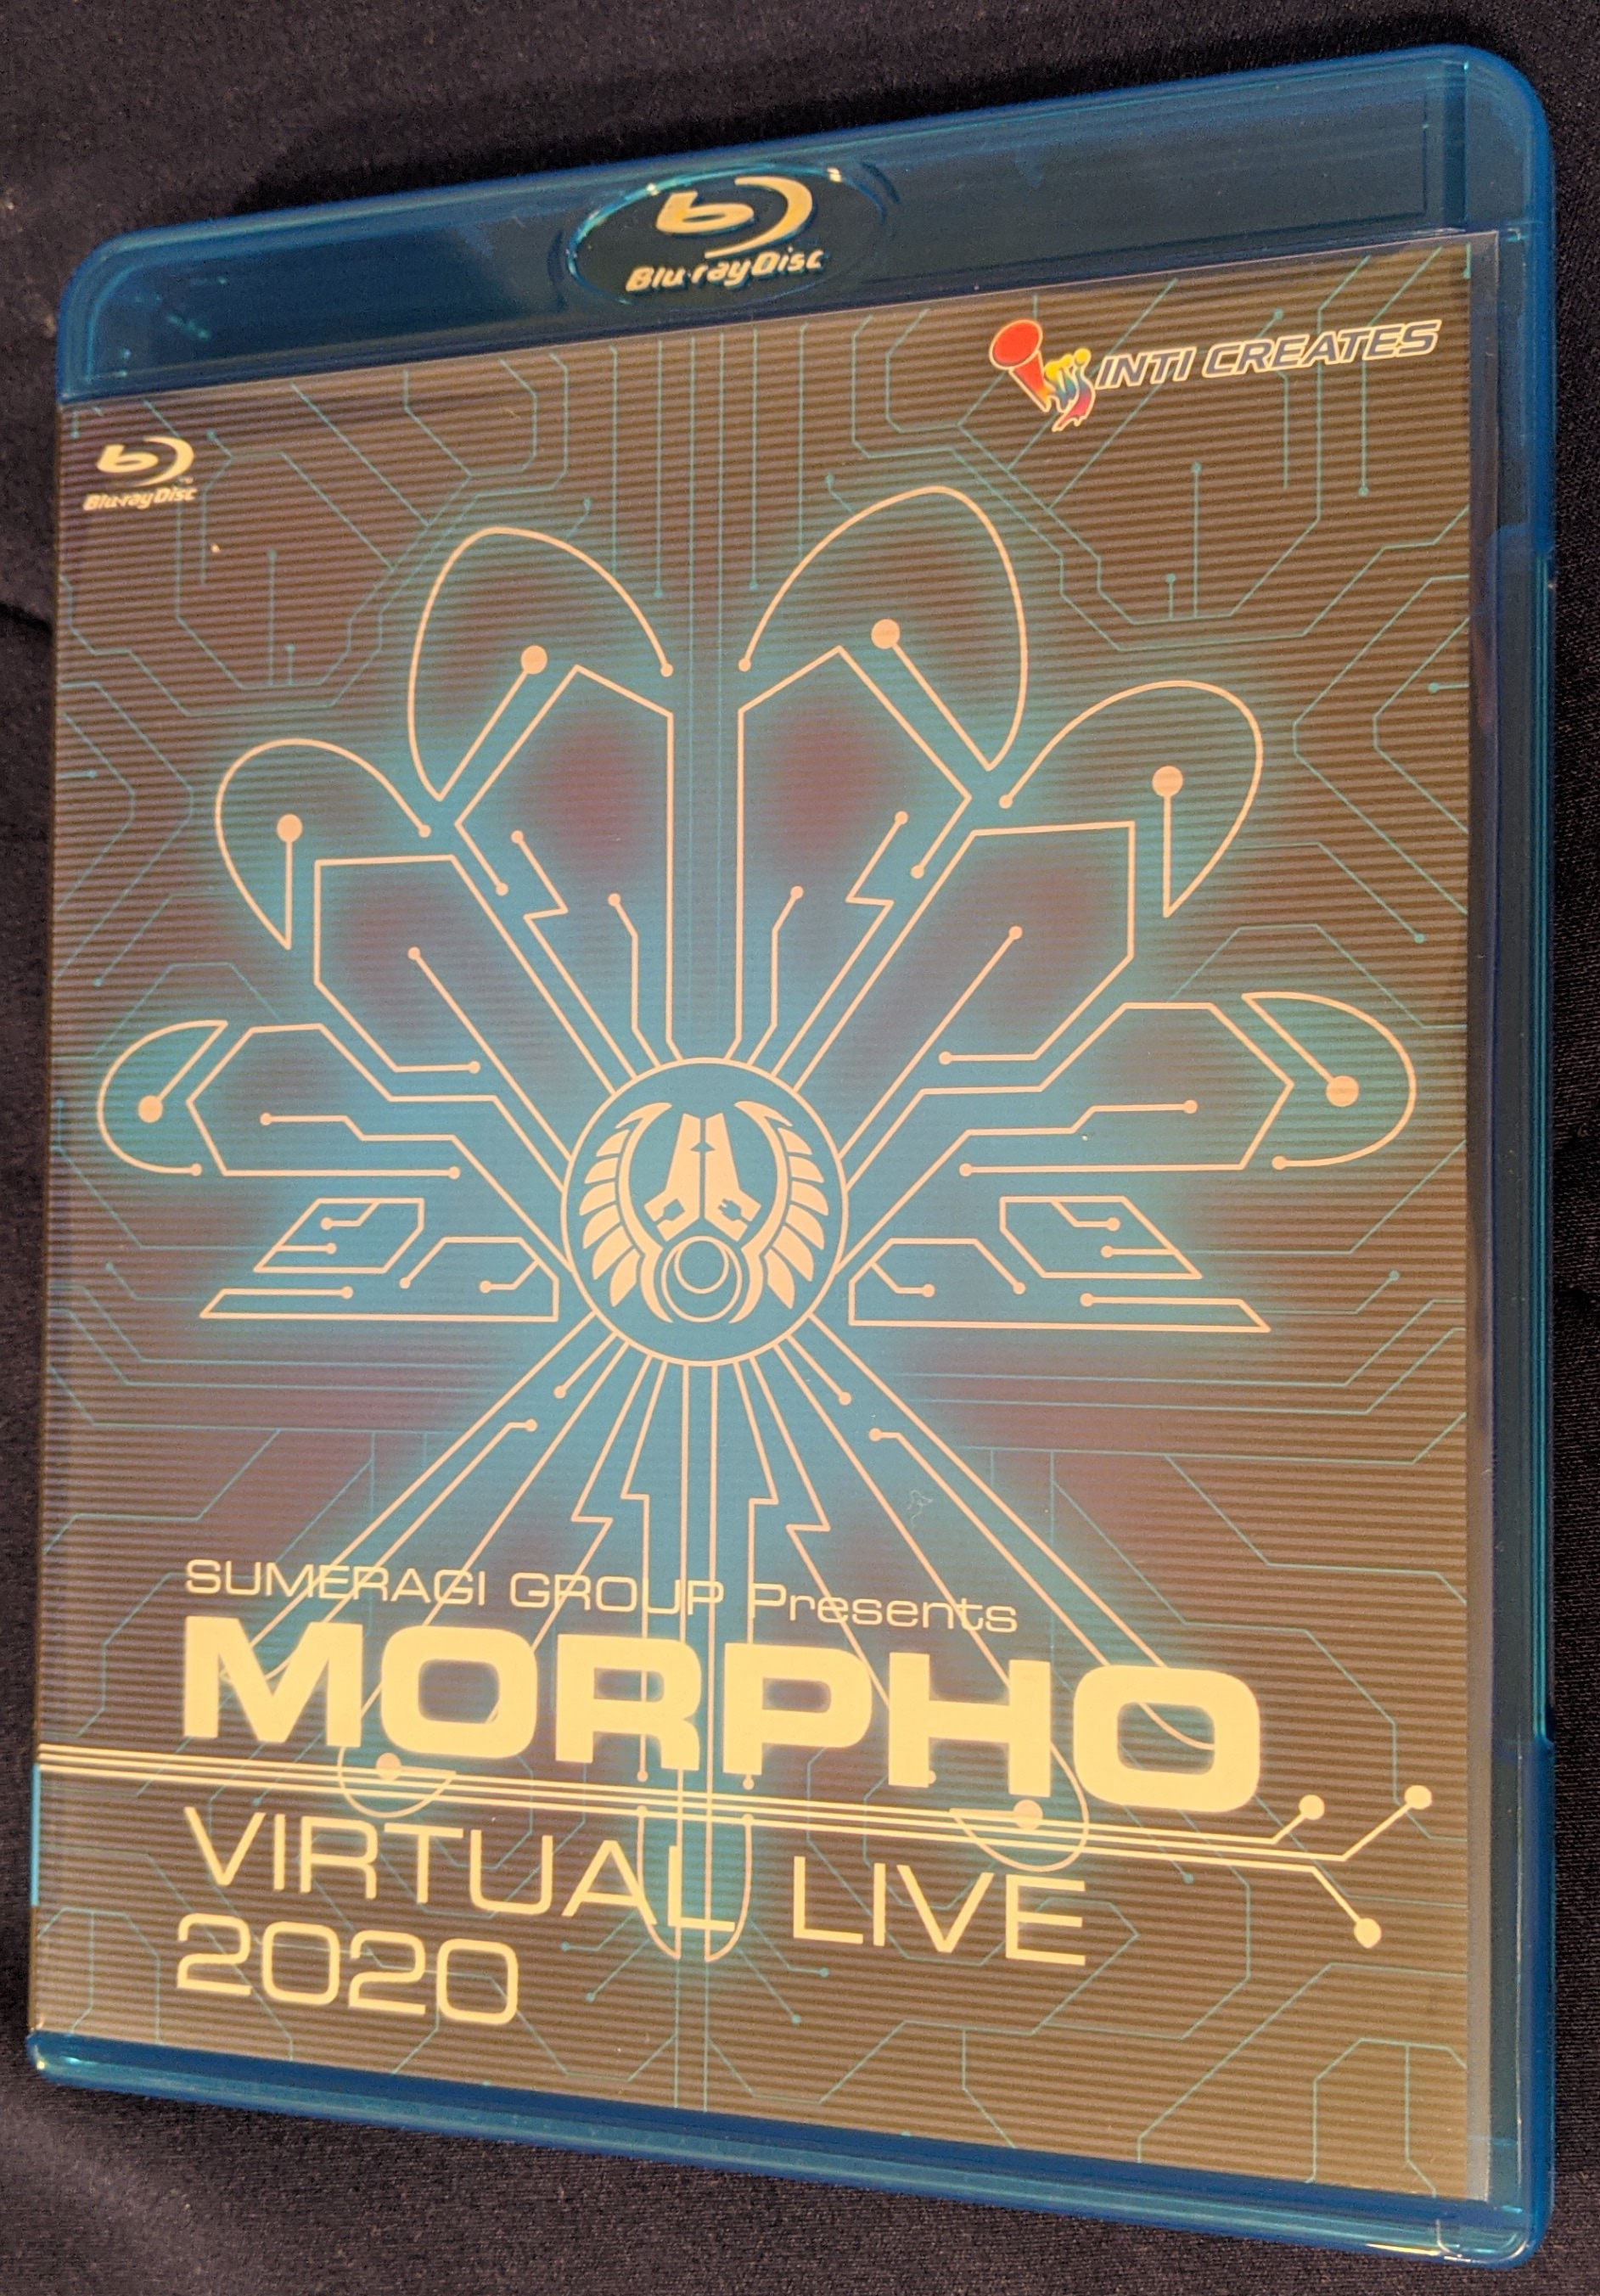 Blu-ray Disc
INTI CREATES
Blu-ray Disc
SUMERAGI GROUP Presents
MORPHO
VIRTUAL LIVE
2020